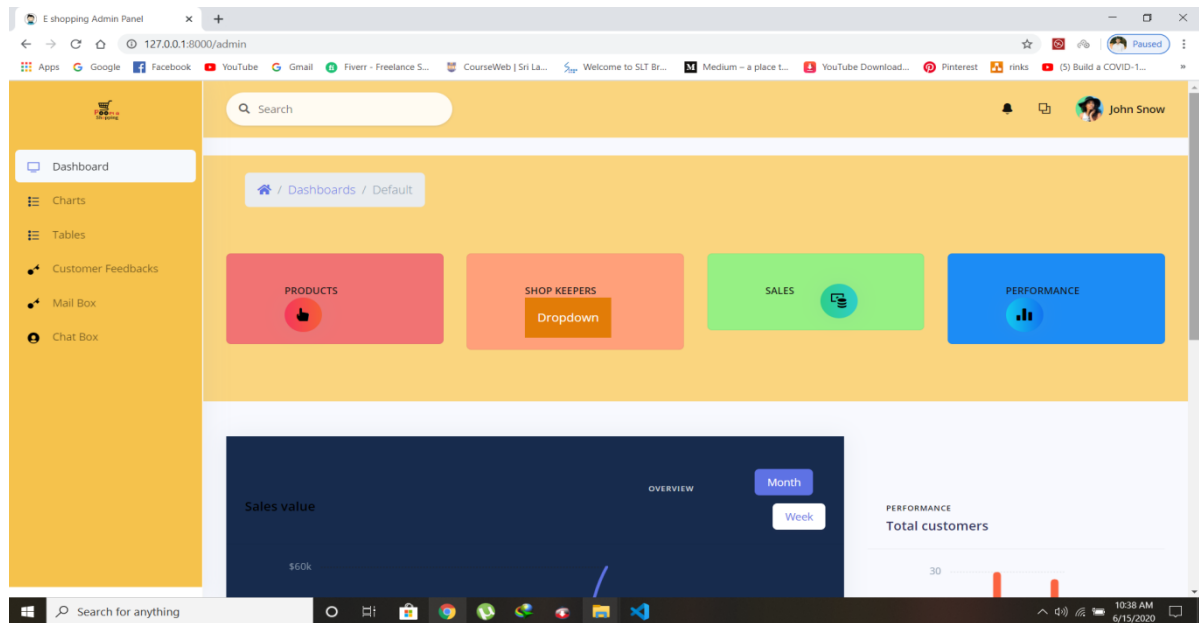 E shopping Admin Panel
127.0.0.1:8000/admin
Paused
Apps Google Facebook YouTube Gmail Fiverr - Freelance S... CourseWeb | Sri La... Welcome to SLT Br... Medium – a place t... YouTube Download... Pinterest rinks (5) Build a COVID-1...
Search
John Snow
Dashboard
Charts
Tables
Customer Feedbacks
Mail Box
Chat Box
/ Dashboards / Default
PRODUCTS
SHOP KEEPERS
Dropdown
SALES
PERFORMANCE
OVERVIEW
Sales value
Month
Week
$60k
PERFORMANCE
Total customers
30
Search for anything
10:38 AM
6/15/2020